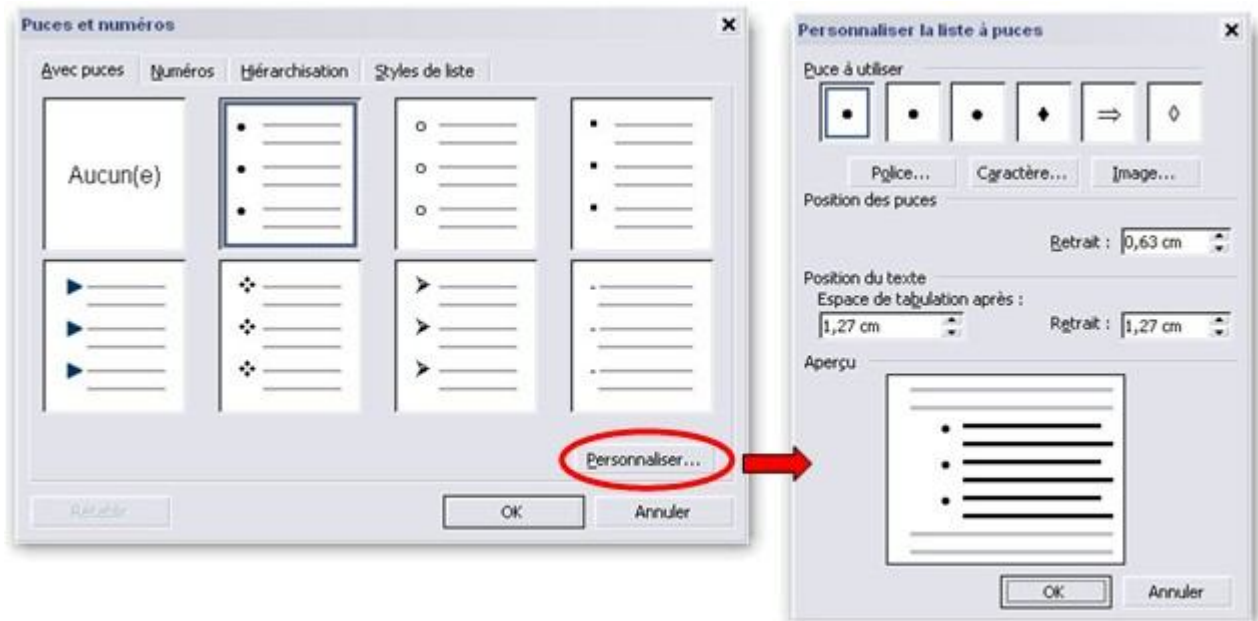 Puces et numéros
Avec puces Numéros Hiérarchisation Styles de liste
Aucun(e)
Personnaliser...
Rétablir
OK Annuler
Personnaliser la liste à puces
Puce à utiliser
Police... Caractère... Image...
Position des puces
Retrait : 0,63 cm
Position du texte
Espace de tabulation après :
1,27 cm Retrait : 1,27 cm
Aperçu
OK Annuler